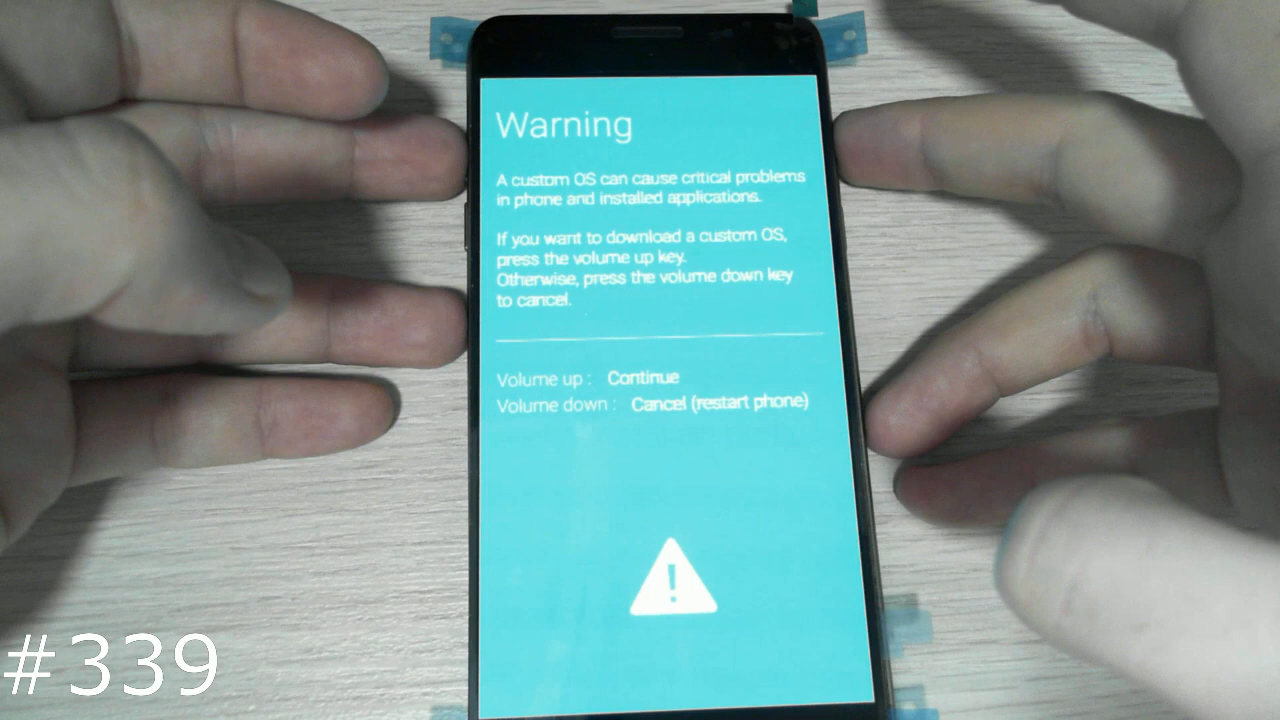 Warning
A custom OS can cause critical problems
in phone and installed applications.
If you want to download a custom OS,
press the volume up key.
Otherwise, press the volume down key
to cancel.
Volume up : Continue
Volume down : Cancel (restart phone)
#339